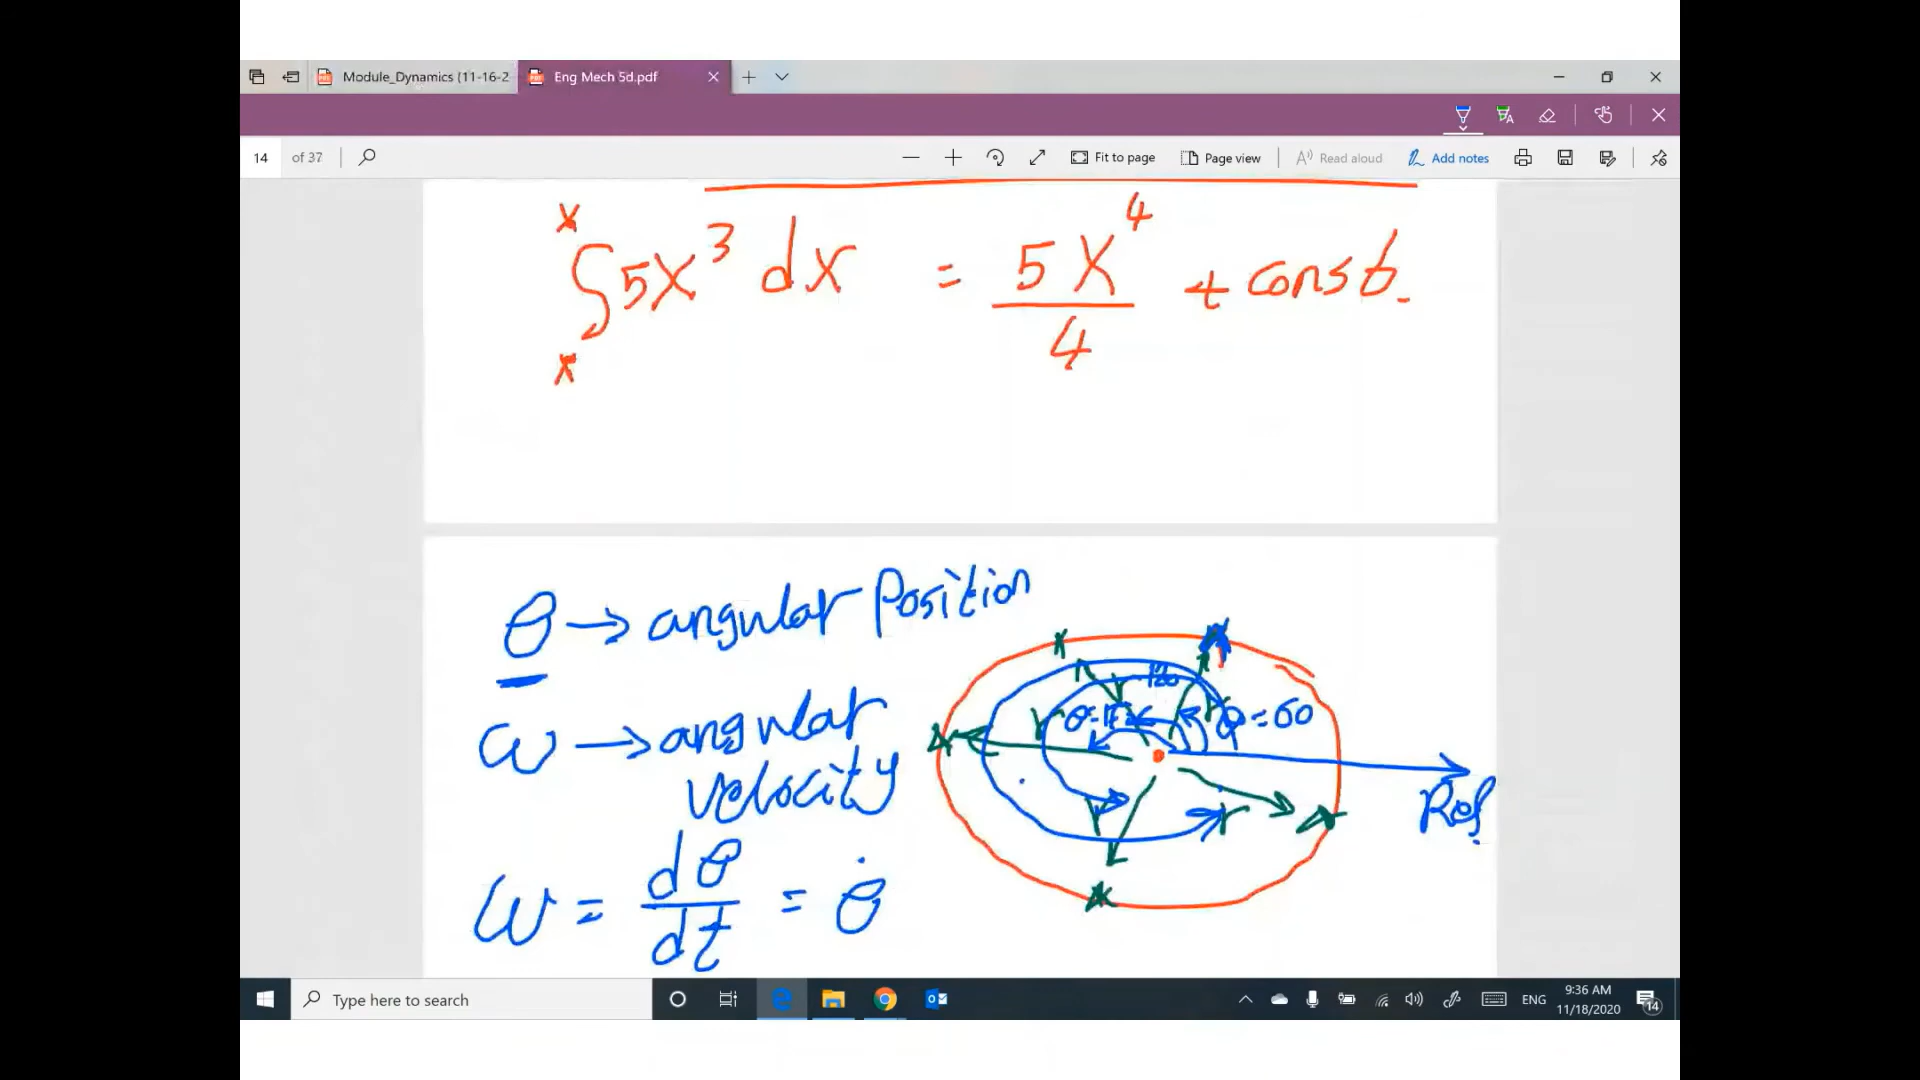 Module_Dynamics (11-16-2
Eng Mech 5d.pdf
14 of 37
Fit to page
Page view
Read aloud
Add notes
∫5x³ dx = 5x⁴/4 + const.
θ → angular Position
ω → angular
velocity
ω = dθ/dt = θ̇
120
θ = 60
r
r
r
r
Ref.
Type here to search
ENG
9:36 AM
11/18/2020
14